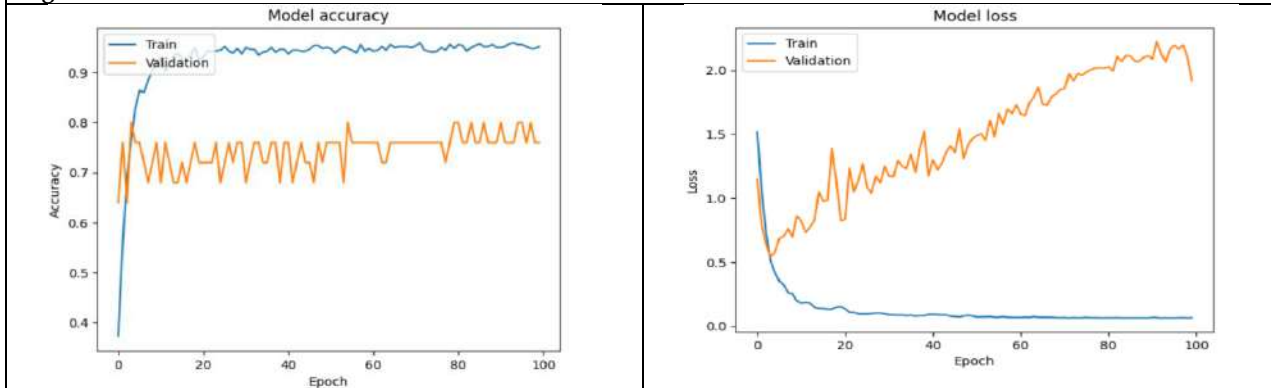 Model accuracy
Train
Validation
0.9
0.8
0.7
0.6
0.5
0.4
Accuracy
0 20 40 60 80 100
Epoch
Model loss
Train
Validation
2.0
1.5
1.0
0.5
0.0
Loss
0 20 40 60 80 100
Epoch